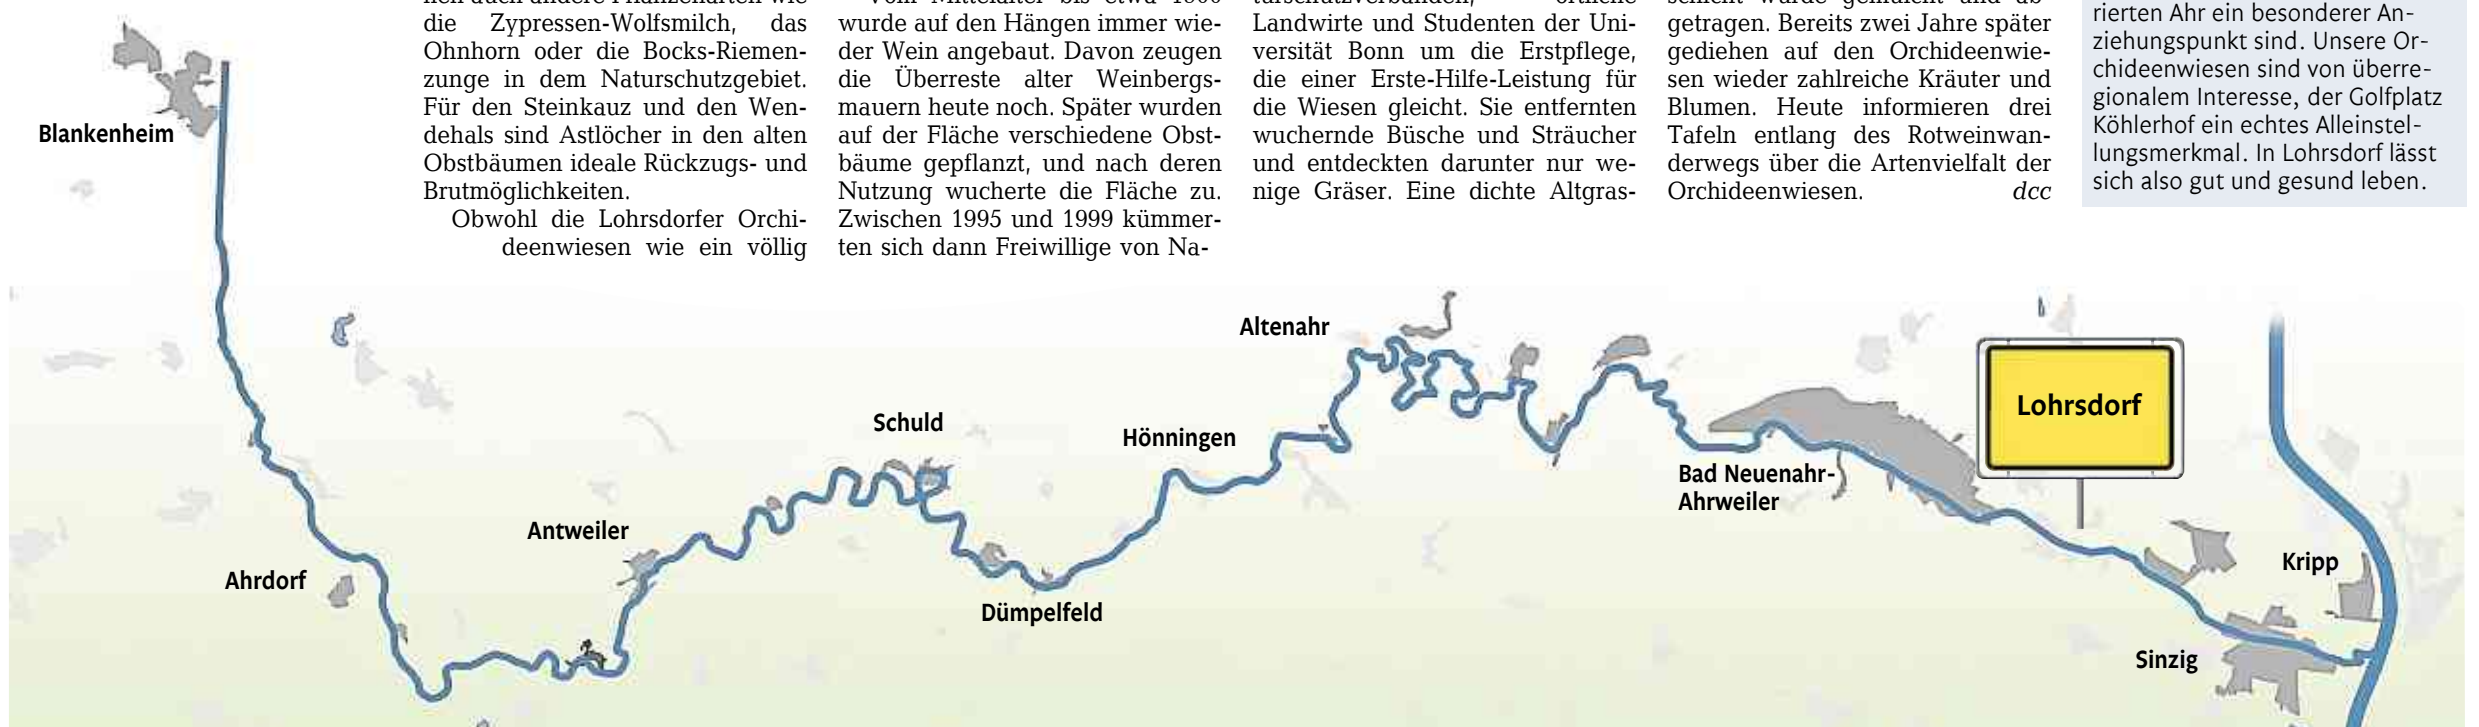 die Zypressen-Wolfsmilch, das
Ohnhorn oder die Bocks-Riemen-
zunge in dem Naturschutzgebiet.
Für den Steinkauz und den Wen-
dehals sind Astlöcher in den alten
Obstbäumen ideale Rückzugs- und
Brutmöglichkeiten.
Obwohl die Lohrsdorfer Orchi-
deenwiesen wie ein völlig
wurde auf den Hängen immer wie-
der Wein angebaut. Davon zeugen
die Überreste alter Weinbergs-
mauern heute noch. Später wurden
auf der Fläche verschiedene Obst-
bäume gepflanzt, und nach deren
Nutzung wucherte die Fläche zu.
Zwischen 1995 und 1999 kümmer-
ten sich dann Freiwillige von Na-
Landwirte und Studenten der Uni-
versität Bonn um die Erstpflege,
die einer Erste-Hilfe-Leistung für
die Wiesen gleicht. Sie entfernten
wuchernde Büsche und Sträucher
und entdeckten darunter nur we-
nige Gräser. Eine dichte Altgras-
getragen. Bereits zwei Jahre später
gediehen auf den Orchideenwie-
sen wieder zahlreiche Kräuter und
Blumen. Heute informieren drei
Tafeln entlang des Rotweinwan-
derwegs über die Artenvielfalt der
Orchideenwiesen. dcc
rierten Ahr ein besonderer An-
ziehungspunkt sind. Unsere Or-
chideenwiesen sind von überre-
gionalem Interesse, der Golfplatz
Köhlerhof ein echtes Alleinstel-
lungsmerkmal. In Lohrsdorf lässt
sich also gut und gesund leben.
Blankenheim
Ahrdorf
Antweiler
Schuld
Dümpelfeld
Hönningen
Altenahr
Bad Neuenahr-
Ahrweiler
Lohrsdorf
Kripp
Sinzig